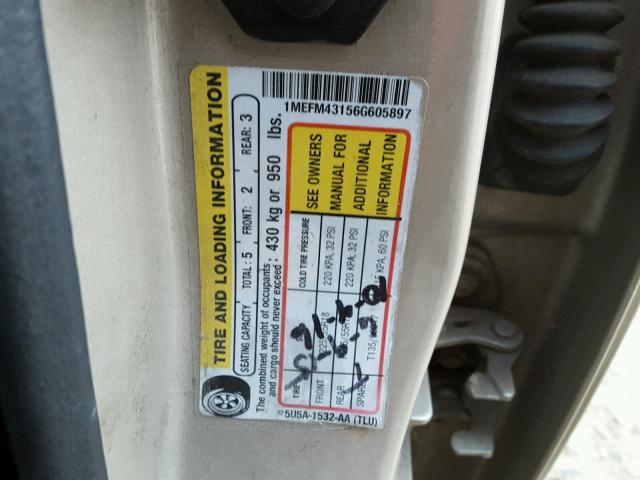 1MEFM43156G605897
TIRE AND LOADING INFORMATION
SEATING CAPACITY TOTAL: 5 FRONT: 2 REAR: 3
The combined weight of occupants
and cargo should never exceed : 430 kg or 950 lbs.
TIRE COLD TIRE PRESSURE SEE OWNERS
FRONT 220 KPA, 32 PSI MANUAL FOR
REAR 220 KPA, 32 PSI ADDITIONAL
SPARE T135/ KPA, 60 PSI INFORMATION
5U5A-1532-AA (TLU)